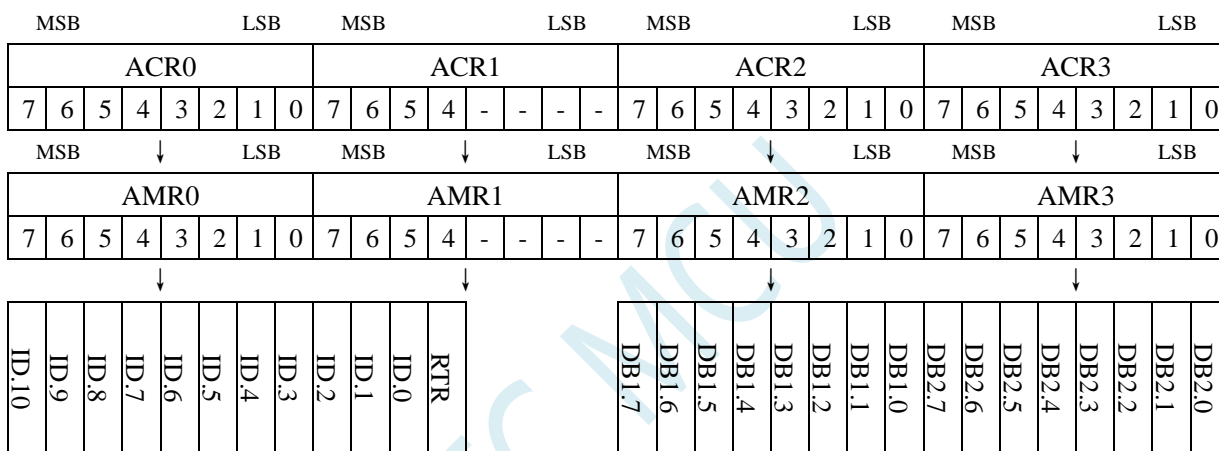 MSB LSB MSB LSB MSB LSB MSB LSB
ACR0 ACR1 ACR2 ACR3
7 6 5 4 3 2 1 0 7 6 5 4 - - - - 7 6 5 4 3 2 1 0 7 6 5 4 3 2 1 0
MSB ↓ LSB MSB ↓ LSB MSB ↓ LSB MSB ↓ LSB
AMR0 AMR1 AMR2 AMR3
7 6 5 4 3 2 1 0 7 6 5 4 - - - - 7 6 5 4 3 2 1 0 7 6 5 4 3 2 1 0
↓ ↓ ↓ ↓
ID.10 ID.9 ID.8 ID.7 ID.6 ID.5 ID.4 ID.3 ID.2 ID.1 ID.0 RTR DB1.7 DB1.6 DB1.5 DB1.4 DB1.3 DB1.2 DB1.1 DB1.0 DB2.7 DB2.6 DB2.5 DB2.4 DB2.3 DB2.2 DB2.1 DB2.0
MCU